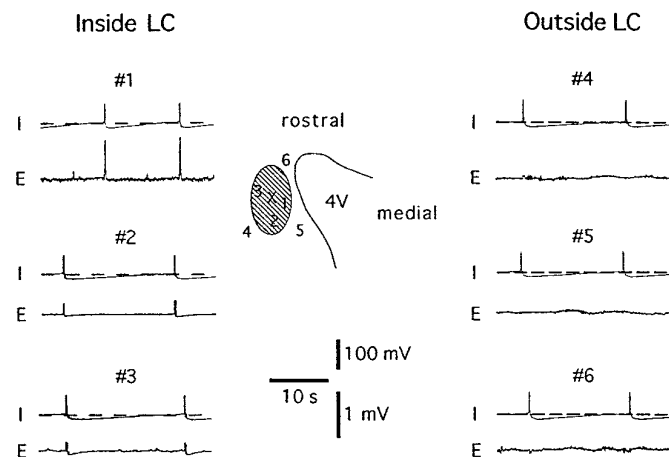 Inside LC
Outside LC
#1
I
E
#2
I
E
#3
I
E
rostral
6
3
X
1
2
4
5
4V
medial
100 mV
10 s
1 mV
#4
I
E
#5
I
E
#6
I
E